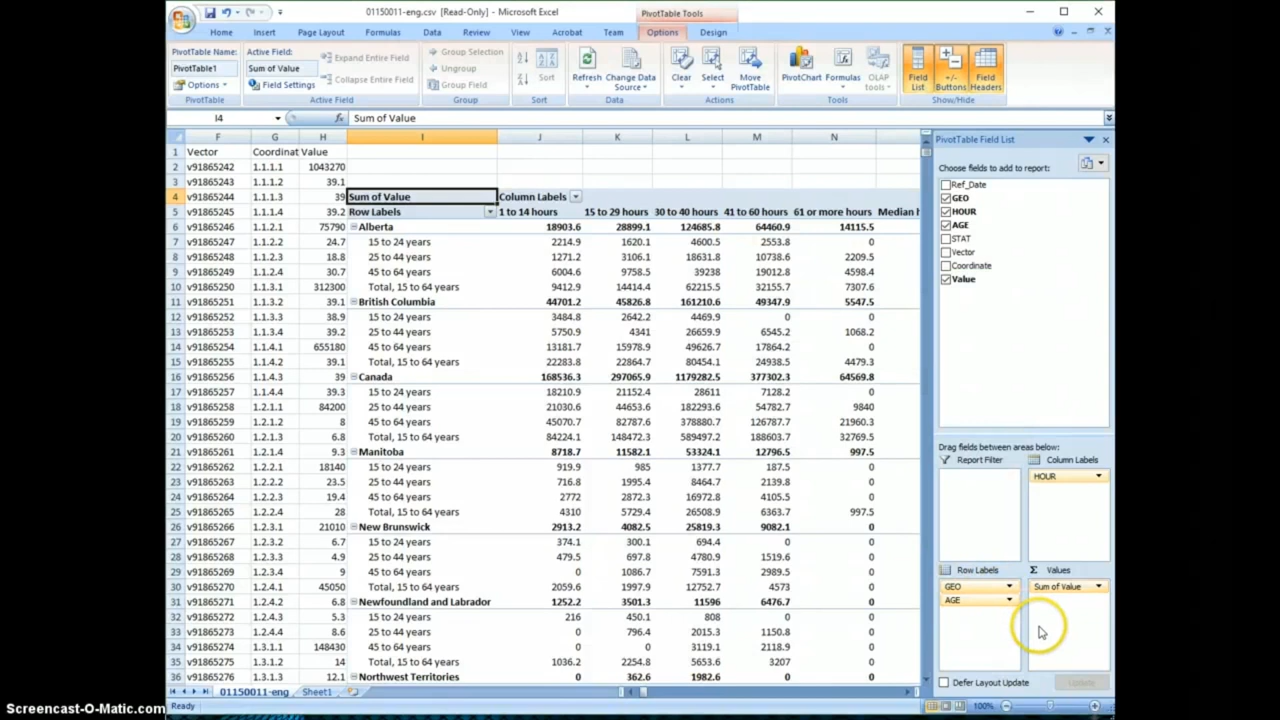 01150011-eng.csv [Read-Only] - Microsoft Excel
PivotTable Tools
Home Insert Page Layout Formulas Data Review View Acrobat Team Options Design
PivotTable Name: Active Field: Expand Entire Field Group Selection
PivotTable1 Sum of Value Collapse Entire Field Ungroup Sort Refresh Change Data Source Clear Select Move PivotTable PivotChart Formulas OLAP tools Field List +/- Buttons Field Headers
Options Field Settings Group Field
PivotTable Active Field Group Sort Data Actions Tools Show/Hide
I4 fx Sum of Value
F G H I J K L M N
1 Vector Coordinat Value
2 v91865242 1.1.1.1 1043270
3 v91865243 1.1.1.2 39.1
4 v91865244 1.1.1.3 39 Sum of Value Column Labels
5 v91865245 1.1.1.4 39.2 Row Labels 1 to 14 hours 15 to 29 hours 30 to 40 hours 41 to 60 hours 61 or more hours Median h
6 v91865246 1.1.2.1 75790 Alberta 18903.6 28899.1 124685.8 64460.9 14115.5
7 v91865247 1.1.2.2 24.7 15 to 24 years 2214.9 1620.1 4600.5 2553.8 0
8 v91865248 1.1.2.3 18.8 25 to 44 years 1271.2 3106.1 18631.8 10738.6 2209.5
9 v91865249 1.1.2.4 30.7 45 to 64 years 6004.6 9758.5 39238 19012.8 4598.4
10 v91865250 1.1.3.1 312300 Total, 15 to 64 years 9412.9 14414.4 62215.5 32155.7 7307.6
11 v91865251 1.1.3.2 39.1 British Columbia 44701.2 45826.8 161210.6 49347.9 5547.5
12 v91865252 1.1.3.3 38.9 15 to 24 years 3484.8 2642.2 4469.9 0 0
13 v91865253 1.1.3.4 39.2 25 to 44 years 5750.9 4341 26659.9 6545.2 1068.2
14 v91865254 1.1.4.1 655180 45 to 64 years 13181.7 15978.9 49626.7 17864.2 0
15 v91865255 1.1.4.2 39.1 Total, 15 to 64 years 22283.8 22864.7 80454.1 24938.5 4479.3
16 v91865256 1.1.4.3 39 Canada 168536.3 297065.9 1179282.5 377302.3 64569.8
17 v91865257 1.1.4.4 39.3 15 to 24 years 18210.9 21152.4 28611 7128.2 0
18 v91865258 1.2.1.1 84200 25 to 44 years 21030.6 44653.6 182293.6 54782.7 9840
19 v91865259 1.2.1.2 8 45 to 64 years 45070.7 82787.6 378880.7 126787.7 21960.3
20 v91865260 1.2.1.3 6.8 Total, 15 to 64 years 84224.1 148472.3 589497.2 188603.7 32769.5
21 v91865261 1.2.1.4 9.3 Manitoba 8718.7 11582.1 53324.1 12796.5 997.5
22 v91865262 1.2.2.1 18140 15 to 24 years 919.9 985 1377.7 187.5 0
23 v91865263 1.2.2.2 23.5 25 to 44 years 716.8 1995.4 8464.7 2139.8 0
24 v91865264 1.2.2.3 19.4 45 to 64 years 2772 2872.3 16972.8 4105.5 0
25 v91865265 1.2.2.4 28 Total, 15 to 64 years 4310 5729.4 26508.9 6363.7 997.5
26 v91865266 1.2.3.1 21010 New Brunswick 2913.2 4082.5 25819.3 9082.1 0
27 v91865267 1.2.3.2 6.7 15 to 24 years 374.1 300.1 694.4 0 0
28 v91865268 1.2.3.3 4.9 25 to 44 years 479.5 697.8 4780.9 1519.6 0
29 v91865269 1.2.3.4 9 45 to 64 years 0 1086.7 7591.3 2989.5 0
30 v91865270 1.2.4.1 45050 Total, 15 to 64 years 2059.6 1997.9 12752.7 4573 0
31 v91865271 1.2.4.2 6.8 Newfoundland and Labrador 1252.2 3501.3 11596 6476.7 0
32 v91865272 1.2.4.3 5.3 15 to 24 years 216 450.1 808 0 0
33 v91865273 1.2.4.4 8.6 25 to 44 years 0 796.4 2015.3 1150.8 0
34 v91865274 1.3.1.1 148430 45 to 64 years 0 0 3119.1 2118.9 0
35 v91865275 1.3.1.2 14 Total, 15 to 64 years 1036.2 2254.8 5653.6 3207 0
36 v91865276 1.3.1.3 12.1 Northwest Territories 0 362.6 1982.6 0 0
PivotTable Field List
Choose fields to add to report:
Ref_Date
GEO
HOUR
AGE
STAT
Vector
Coordinate
Value
Drag fields between areas below:
Report Filter Column Labels
HOUR
Row Labels Σ Values
GEO Sum of Value
AGE
Defer Layout Update Update
01150011-eng Sheet1
Ready 100%
Screencast-O-Matic.com